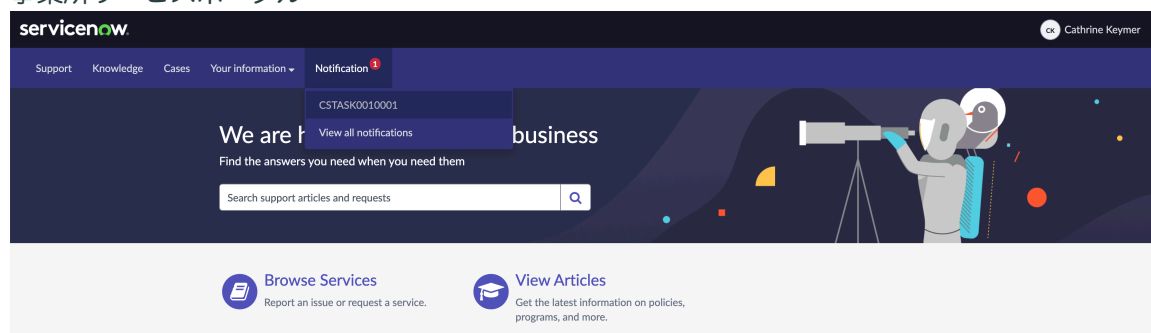 servicenow.
CK Cathrine Keymer
Support Knowledge Cases Your information Notification 1
CSTASK0010001
View all notifications
We are h business
Find the answers you need when you need them
Search support articles and requests
Browse Services
Report an issue or request a service.
View Articles
Get the latest information on policies,
programs, and more.